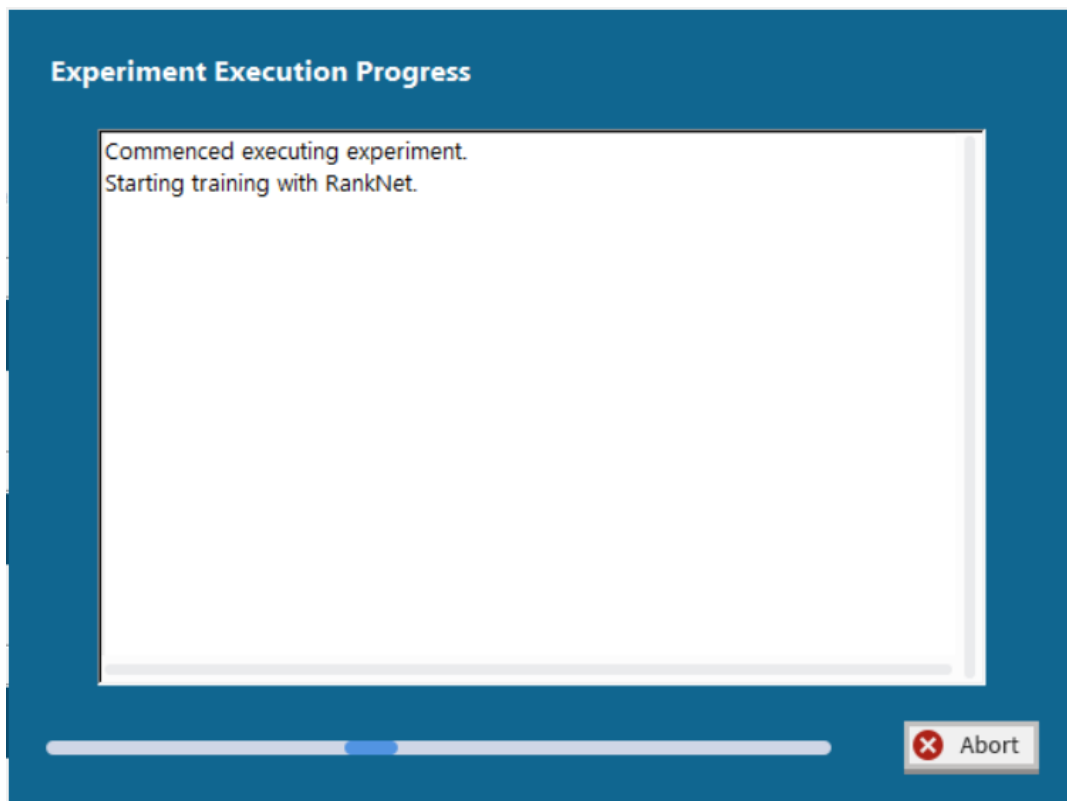 Experiment Execution Progress
Commenced executing experiment.
Starting training with RankNet.
Abort